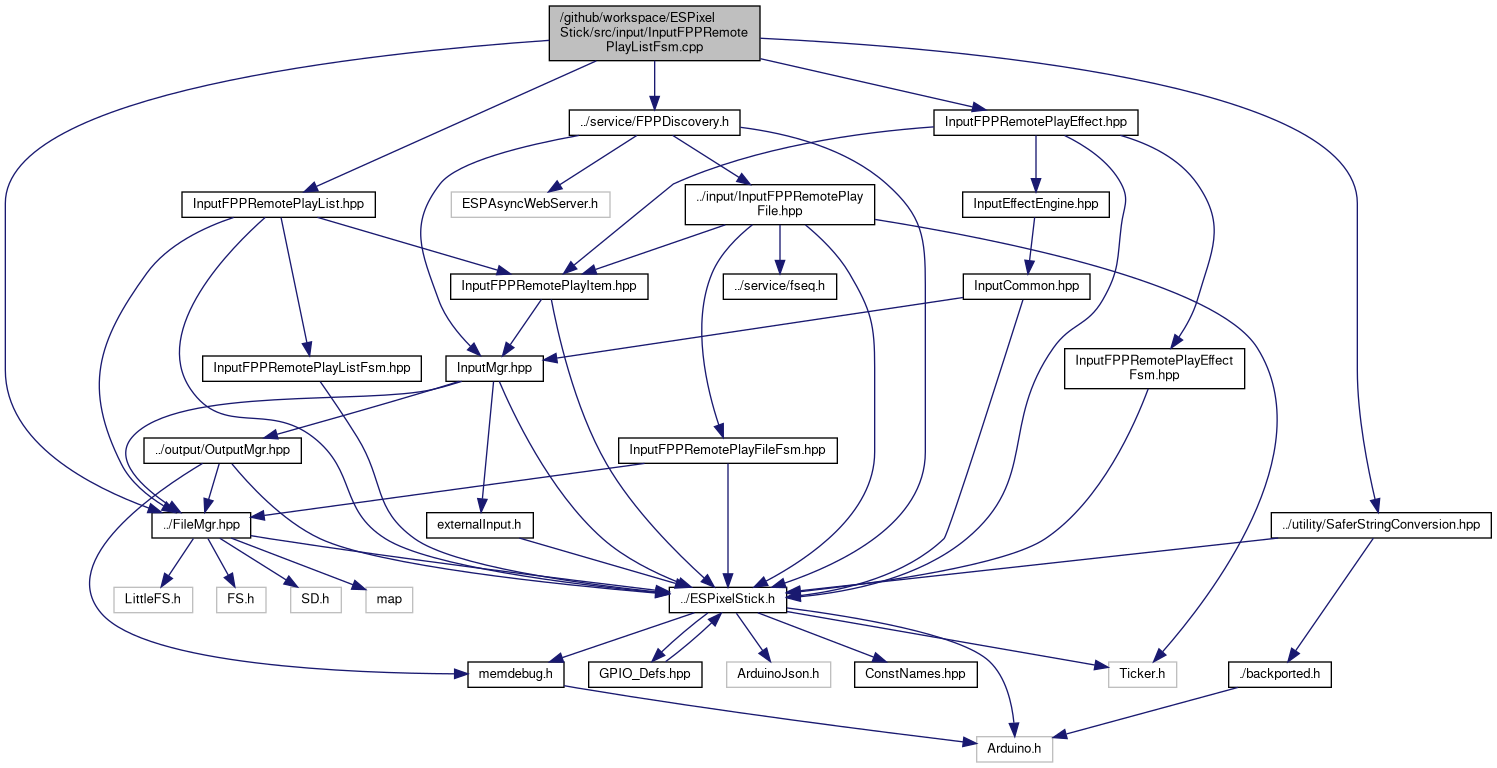 /github/workspace/ESPixel
Stick/src/input/InputFPPRemote
PlayListFsm.cpp
../service/FPPDiscovery.h
InputFPPRemotePlayEffect.hpp
InputFPPRemotePlayList.hpp
ESPAsyncWebServer.h
../input/InputFPPRemotePlay
File.hpp
InputEffectEngine.hpp
InputFPPRemotePlayItem.hpp
../service/fseq.h
InputCommon.hpp
InputFPPRemotePlayListFsm.hpp
InputMgr.hpp
InputFPPRemotePlayEffect
Fsm.hpp
../output/OutputMgr.hpp
InputFPPRemotePlayFileFsm.hpp
../FileMgr.hpp
externalInput.h
../utility/SaferStringConversion.hpp
LittleFS.h
FS.h
SD.h
map
../ESPixelStick.h
memdebug.h
GPIO_Defs.hpp
ArduinoJson.h
ConstNames.hpp
Ticker.h
./backported.h
Arduino.h